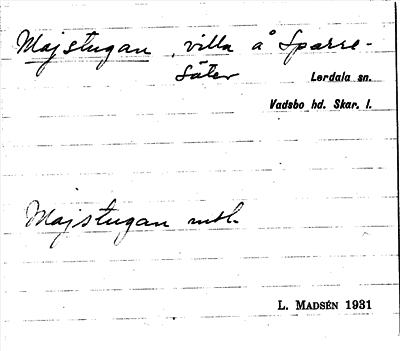 Majstugan, villa å Sparre-
säter
Lerdala sn.
Vadsbo hd. Skar. l.
Majstugan mtl.
L. MADSÉN 1931